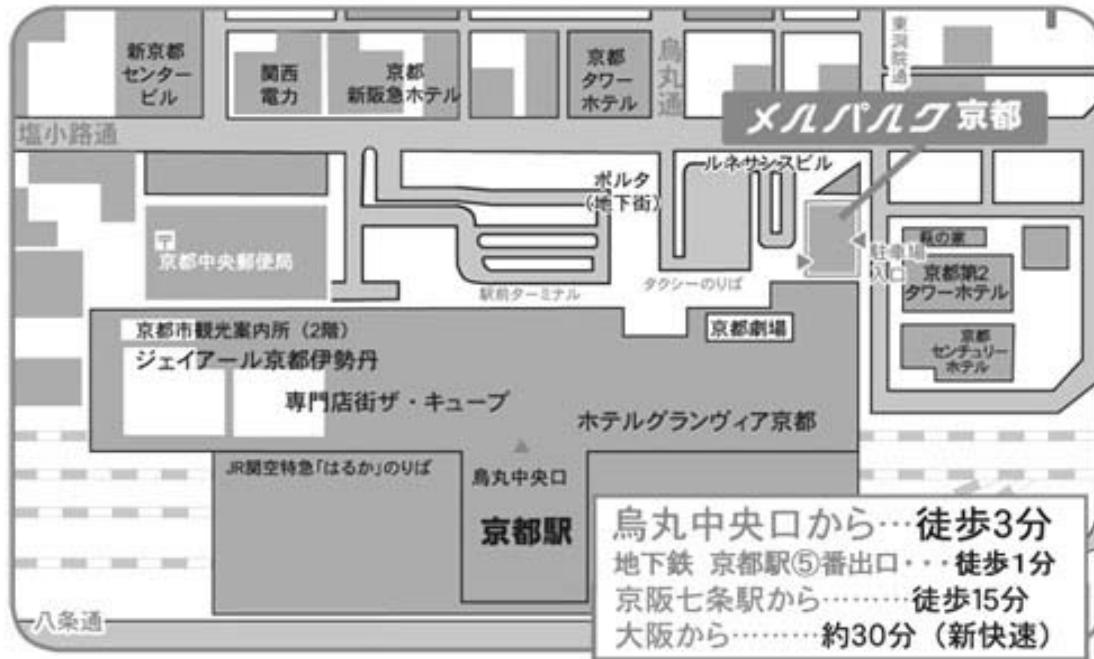 新京都
センター
ビル
関西
電力
京都
新阪急ホテル
京都
タワー
ホテル
烏丸通
東洞院通
メルパルク京都
塩小路通
ルネサンスビル
ポルタ
(地下街)
〒
京都中央郵便局
駅前ターミナル
タクシーのりば
駐車場
入口
萩の家
京都第2
タワーホテル
京都
センチュリー
ホテル
京都劇場
京都市観光案内所（2階）
ジェイアール京都伊勢丹
専門店街ザ・キューブ
ホテルグランヴィア京都
JR関空特急「はるか」のりば
烏丸中央口
京都駅
八条通
烏丸中央口から…徒歩3分
地下鉄 京都駅⑤番出口・・・徒歩1分
京阪七条駅から………徒歩15分
大阪から………約30分（新快速）